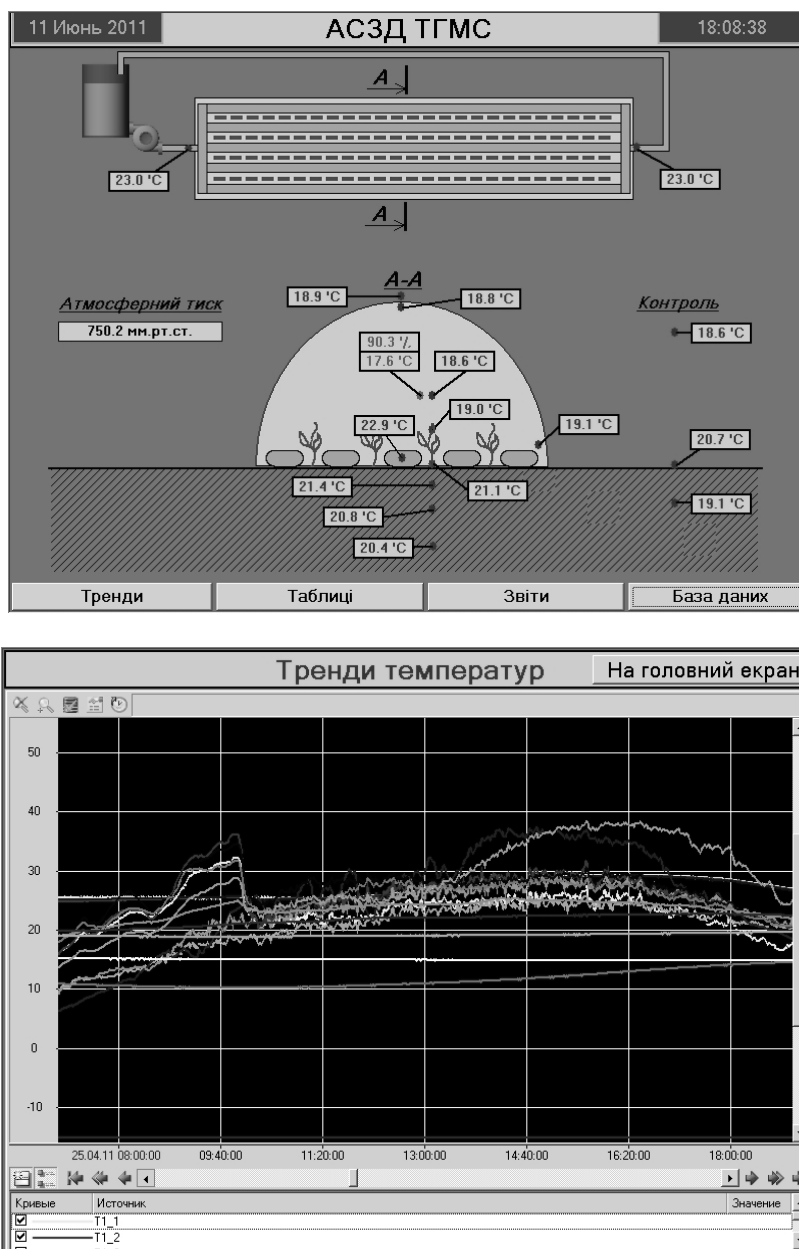 11 Июнь 2011 АСЗД ТГМС 18:08:38
A
23.0 'C 23.0 'C
A
A-A
18.9 'C 18.8 'C
Атмосферний тиск Контроль
750.2 мм.рт.ст. 18.6 'C
90.3 '/,
17.6 'C 18.6 'C
19.0 'C
22.9 'C 19.1 'C
20.7 'C
21.4 'C 21.1 'C
19.1 'C
20.8 'C
20.4 'C
Тренди Таблиці Звіти База даних
Тренди температур На головний екран
50
40
30
20
10
0
-10
25.04.11 08:00:00 09:40:00 11:20:00 13:00:00 14:40:00 16:20:00 18:00:00
Кривые Источник Значение
T1_1
T1_2